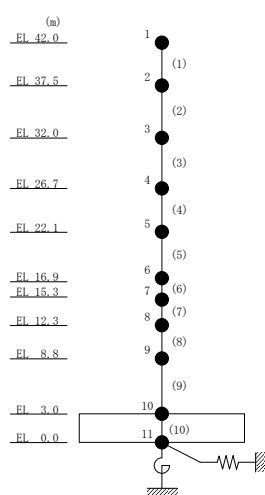 (m)
1
EL 42.0
(1)
2
EL 37.5
(2)
3
EL 32.0
(3)
4
EL 26.7
(4)
5
EL 22.1
(5)
6
EL 16.9
(6)
7
EL 15.3
(7)
8
EL 12.3
(8)
9
EL 8.8
(9)
10
EL 3.0
(10)
11
EL 0.0